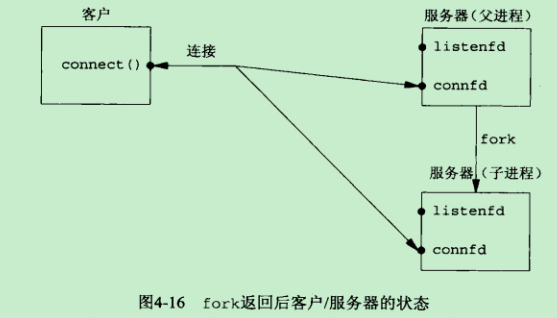 客户
服务器(父进程)
connect()
连接
listenfd
connfd
fork
服务器(子进程)
listenfd
connfd
图4-16 fork返回后客户/服务器的状态